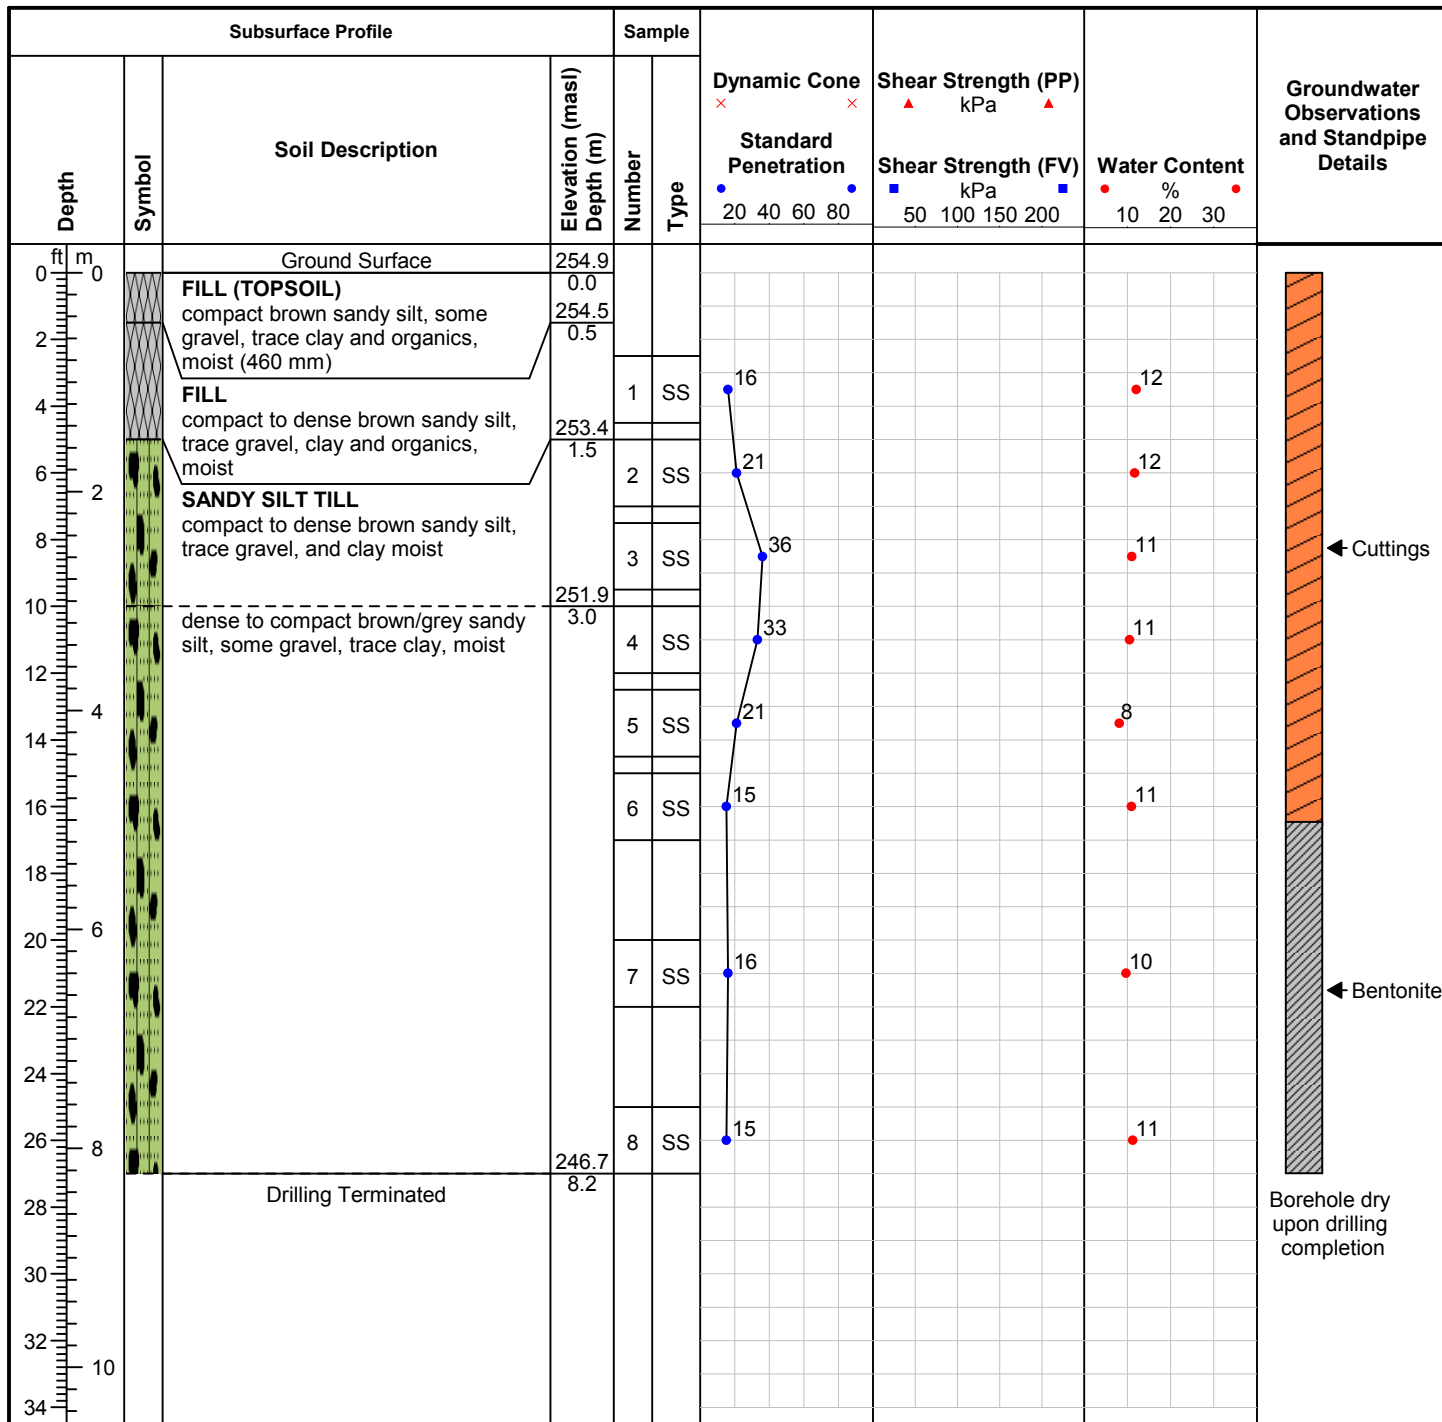 Subsurface Profile
Sample
Depth
Symbol
Soil Description
Elevation (masl)
Depth (m)
Number
Type
Dynamic Cone
Standard
Penetration
20 40 60 80
Shear Strength (PP)
kPa
Shear Strength (FV)
kPa
50 100 150 200
Water Content
%
10 20 30
Groundwater
Observations
and Standpipe
Details
ft m
0 0
2
4
6
2
8
10
12
4
14
16
18
6
20
22
24
26
8
28
30
32
10
34
Ground Surface
254.9
0.0
FILL (TOPSOIL)
compact brown sandy silt, some
gravel, trace clay and organics,
moist (460 mm)
254.5
0.5
FILL
compact to dense brown sandy silt,
trace gravel, clay and organics,
moist
253.4
1.5
SANDY SILT TILL
compact to dense brown sandy silt,
trace gravel, and clay moist
251.9
3.0
dense to compact brown/grey sandy
silt, some gravel, trace clay, moist
246.7
8.2
Drilling Terminated
1 SS 16 12
2 SS 21 12
3 SS 36 11
4 SS 33 11
5 SS 21 8
6 SS 15 11
7 SS 16 10
8 SS 15 11
Cuttings
Bentonite
Borehole dry
upon drilling
completion